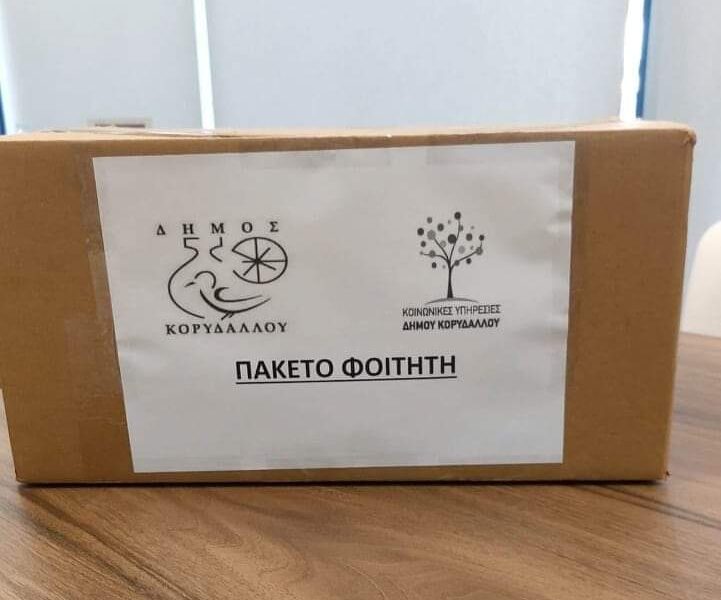 ΔΗΜΟΣ
ΚΟΡΥΔΑΛΛΟΥ
ΚΟΙΝΩΝΙΚΕΣ ΥΠΗΡΕΣΙΕΣ
ΔΗΜΟΥ ΚΟΡΥΔΑΛΛΟΥ
ΠΑΚΕΤΟ ΦΟΙΤΗΤΗ